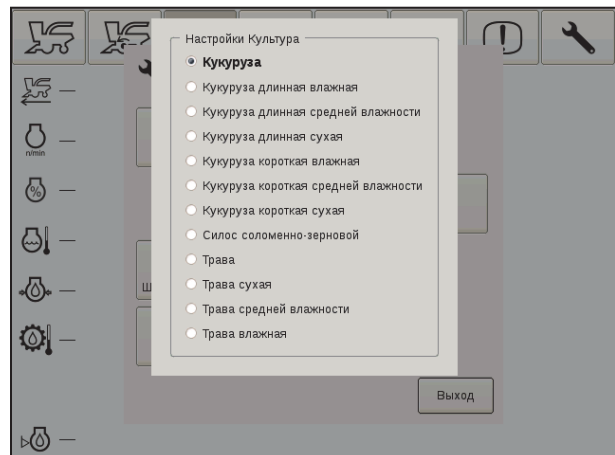 Настройки Культура
Кукуруза
Кукуруза длинная влажная
Кукуруза длинная средней влажности
Кукуруза длинная сухая
Кукуруза короткая влажная
Кукуруза короткая средней влажности
Кукуруза короткая сухая
Силос соломенно-зерновой
Трава
Трава сухая
Трава средней влажности
Трава влажная
n/min
%
Ш
Выход